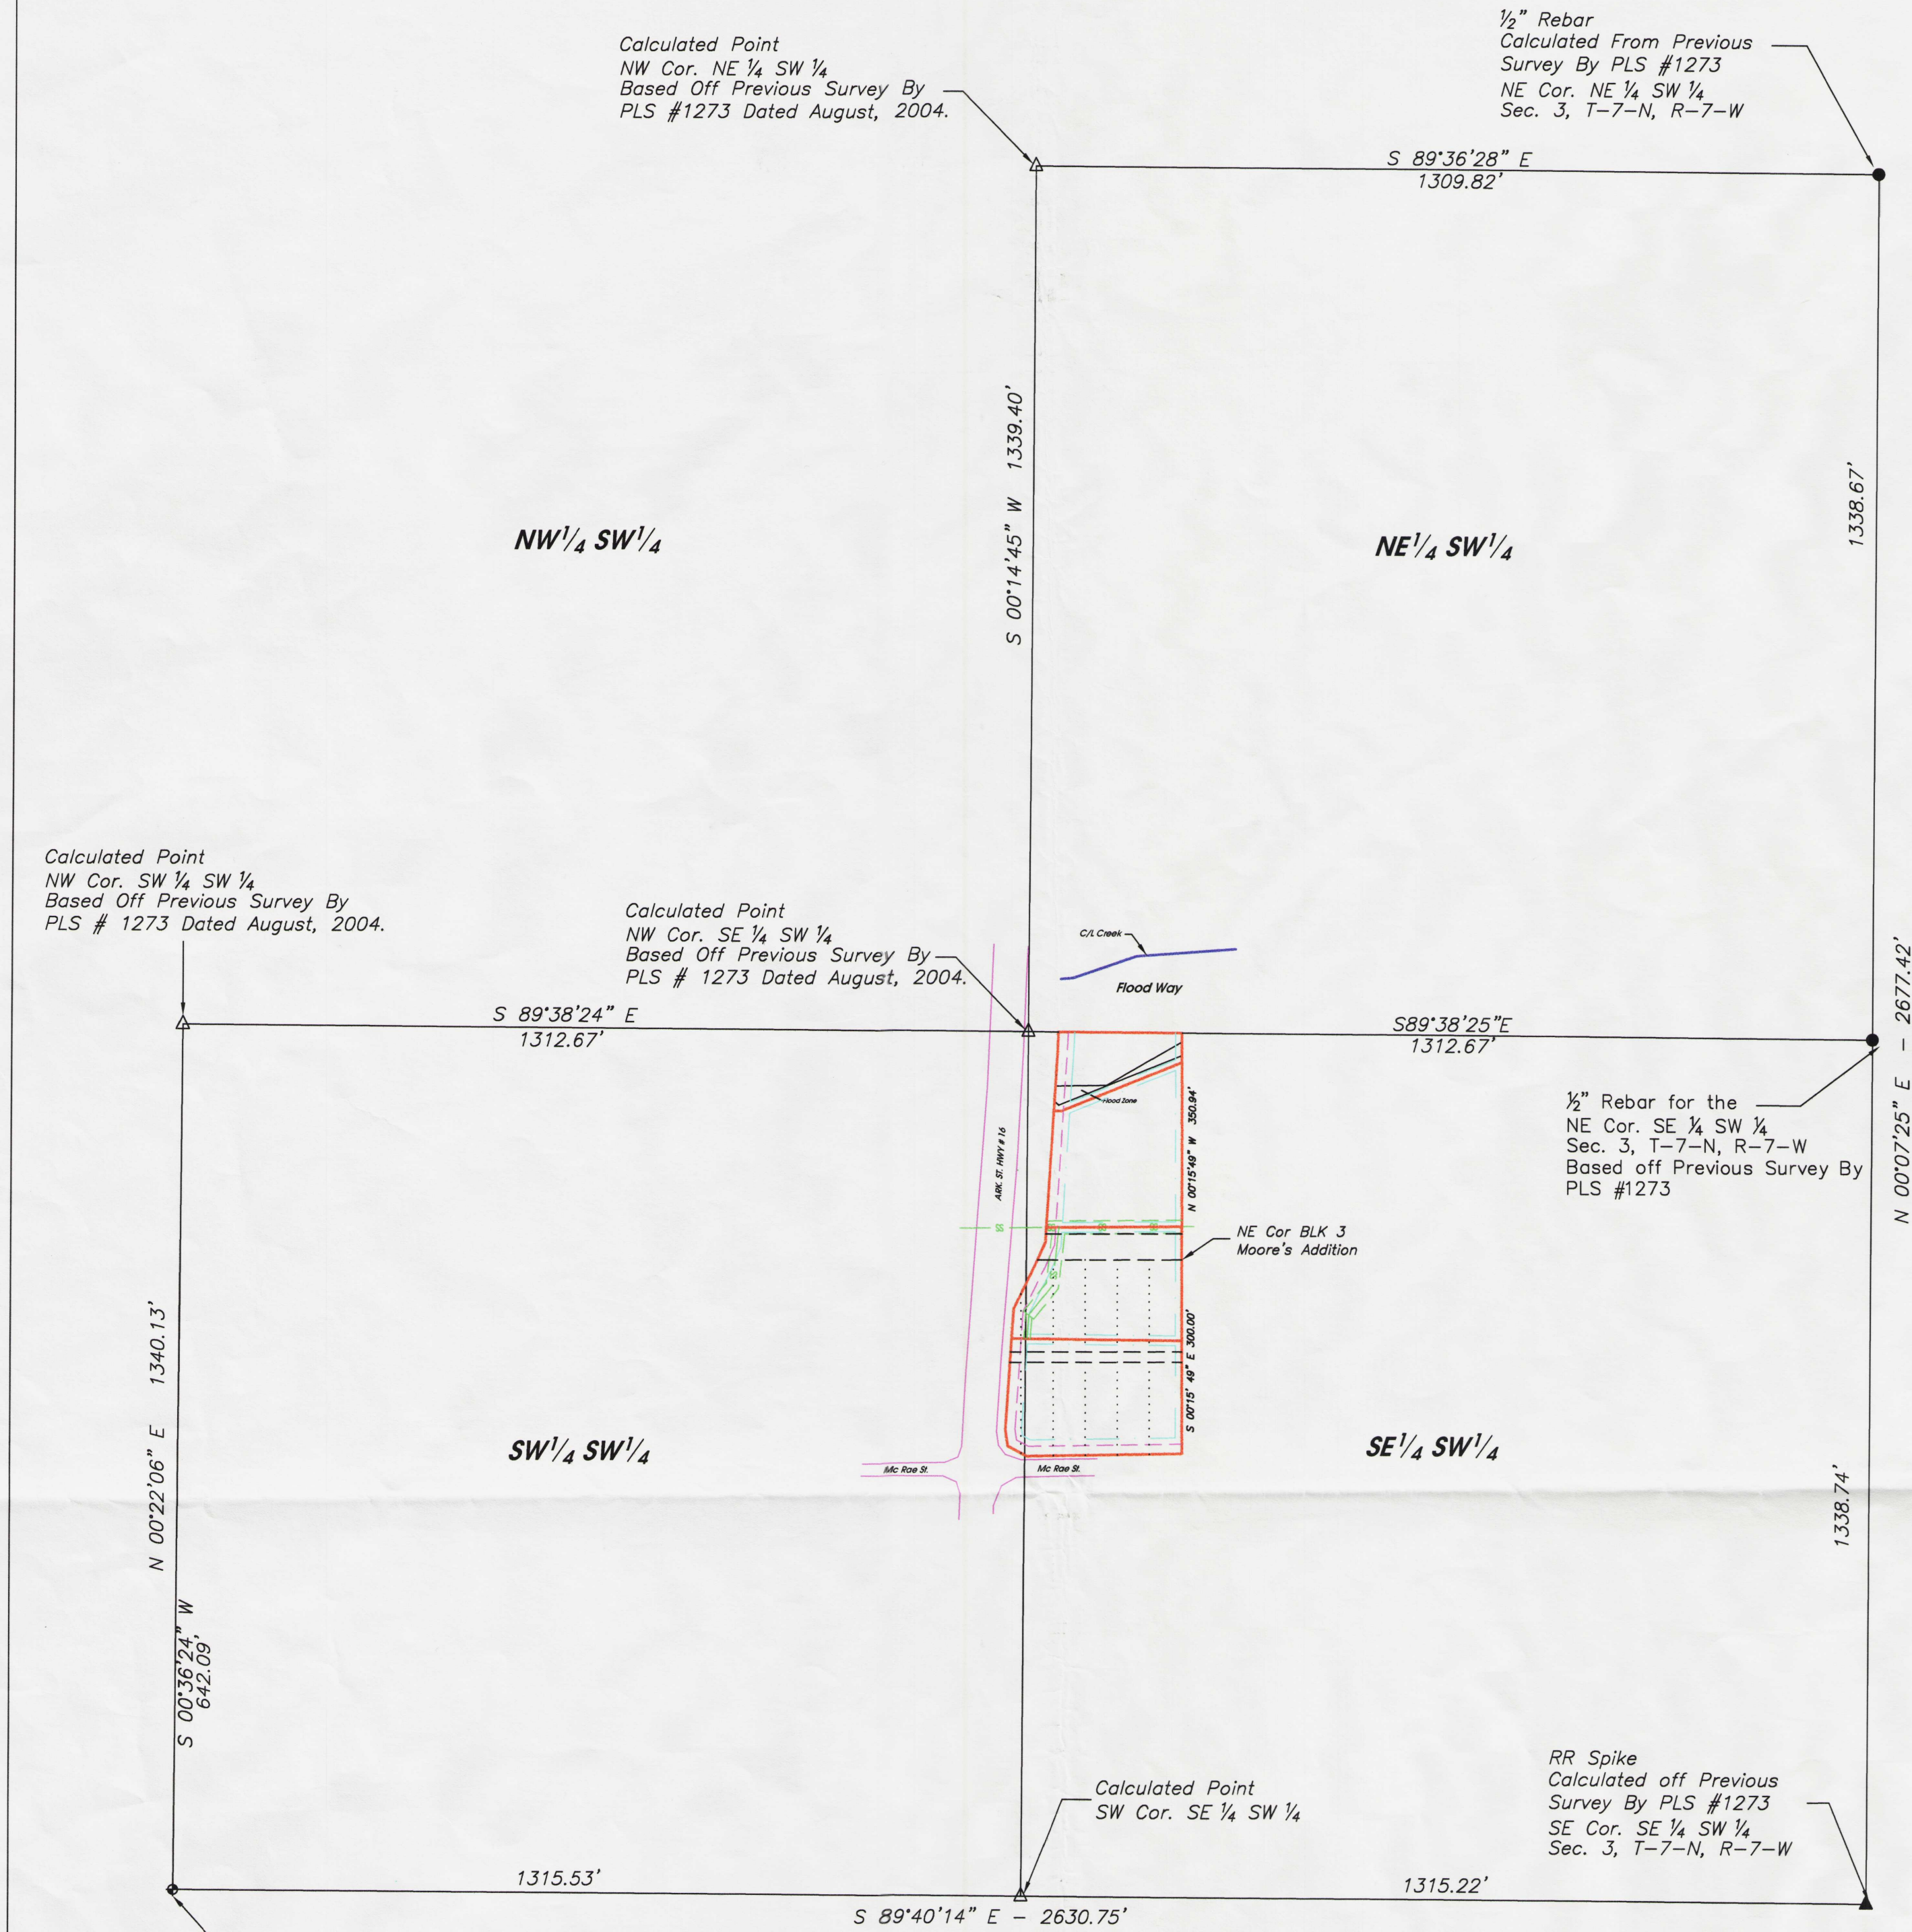 Calculated Point
NW Cor. NE ¼ SW ¼
Based Off Previous Survey By
PLS #1273 Dated August, 2004.
½" Rebar
Calculated From Previous
Survey By PLS #1273
NE Cor. NE ¼ SW ¼
Sec. 3, T-7-N, R-7-W
S 89°36'28" E
1309.82'
S 00°14'45" W 1339.40'
1338.67'
NW¼ SW¼
NE¼ SW¼
Calculated Point
NW Cor. SW ¼ SW ¼
Based Off Previous Survey By
PLS # 1273 Dated August, 2004.
Calculated Point
NW Cor. SE ¼ SW ¼
Based Off Previous Survey By
PLS # 1273 Dated August, 2004.
C/L Creek
Flood Way
N 00°07'25" E - 2677.42'
S 89°38'24" E
1312.67'
S89°38'25"E
1312.67'
Flood Zone
ARK. ST. HWY # 16
N 00°15'49" W 350.94'
½" Rebar for the
NE Cor. SE ¼ SW ¼
Sec. 3, T-7-N, R-7-W
Based off Previous Survey By
PLS #1273
SS
SS
SS
SS
SS
NE Cor BLK 3
Moore's Addition
S 00°15' 49" E 300.00'
N 00°22'06" E 1340.13'
SW¼ SW¼
SE¼ SW¼
Mc Rae St.
Mc Rae St.
1338.74'
S 00°36'24" W
642.09'
Calculated Point
SW Cor. SE ¼ SW ¼
RR Spike
Calculated off Previous
Survey By PLS #1273
SE Cor. SE ¼ SW ¼
Sec. 3, T-7-N, R-7-W
1315.53'
1315.22'
S 89°40'14" E - 2630.75'